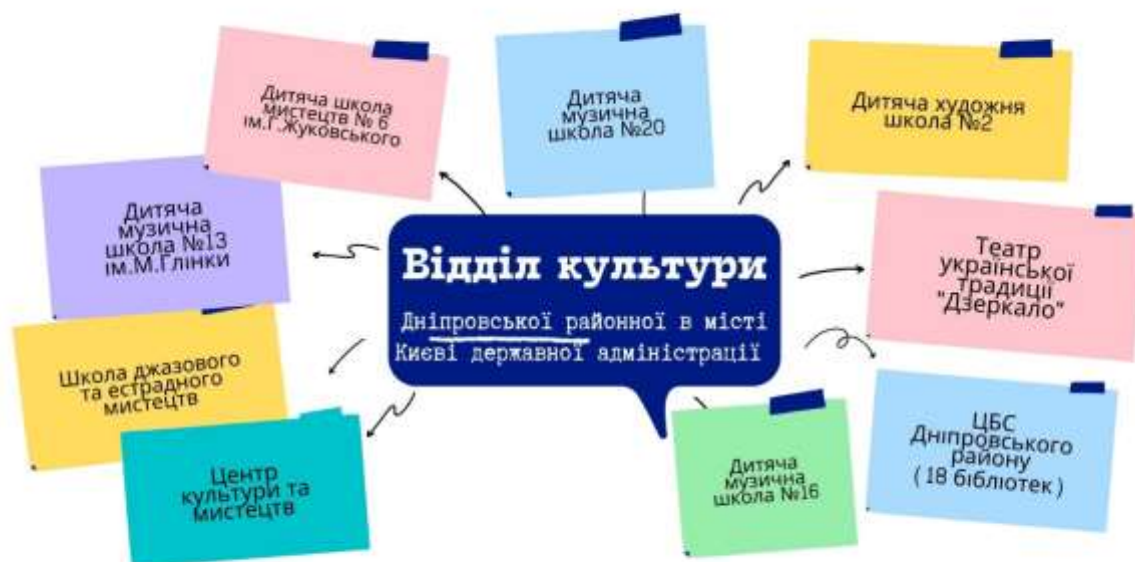 Дитяча школа
мистецтв № 6
ім.Г.Жуковського
Дитяча
музична
школа №20
Дитяча художня
школа №2
Дитяча
музична
школа №13
ім.М.Глінки
Відділ культури
Дніпровської районної в місті
Києві державної адміністрації
Театр
української
традиції
"Дзеркало"
Школа джазового
та естрадного
мистецтв
Центр
культури та
мистецтв
Дитяча
музична
школа №16
ЦБС
Дніпровського
району
( 18 бібліотек )